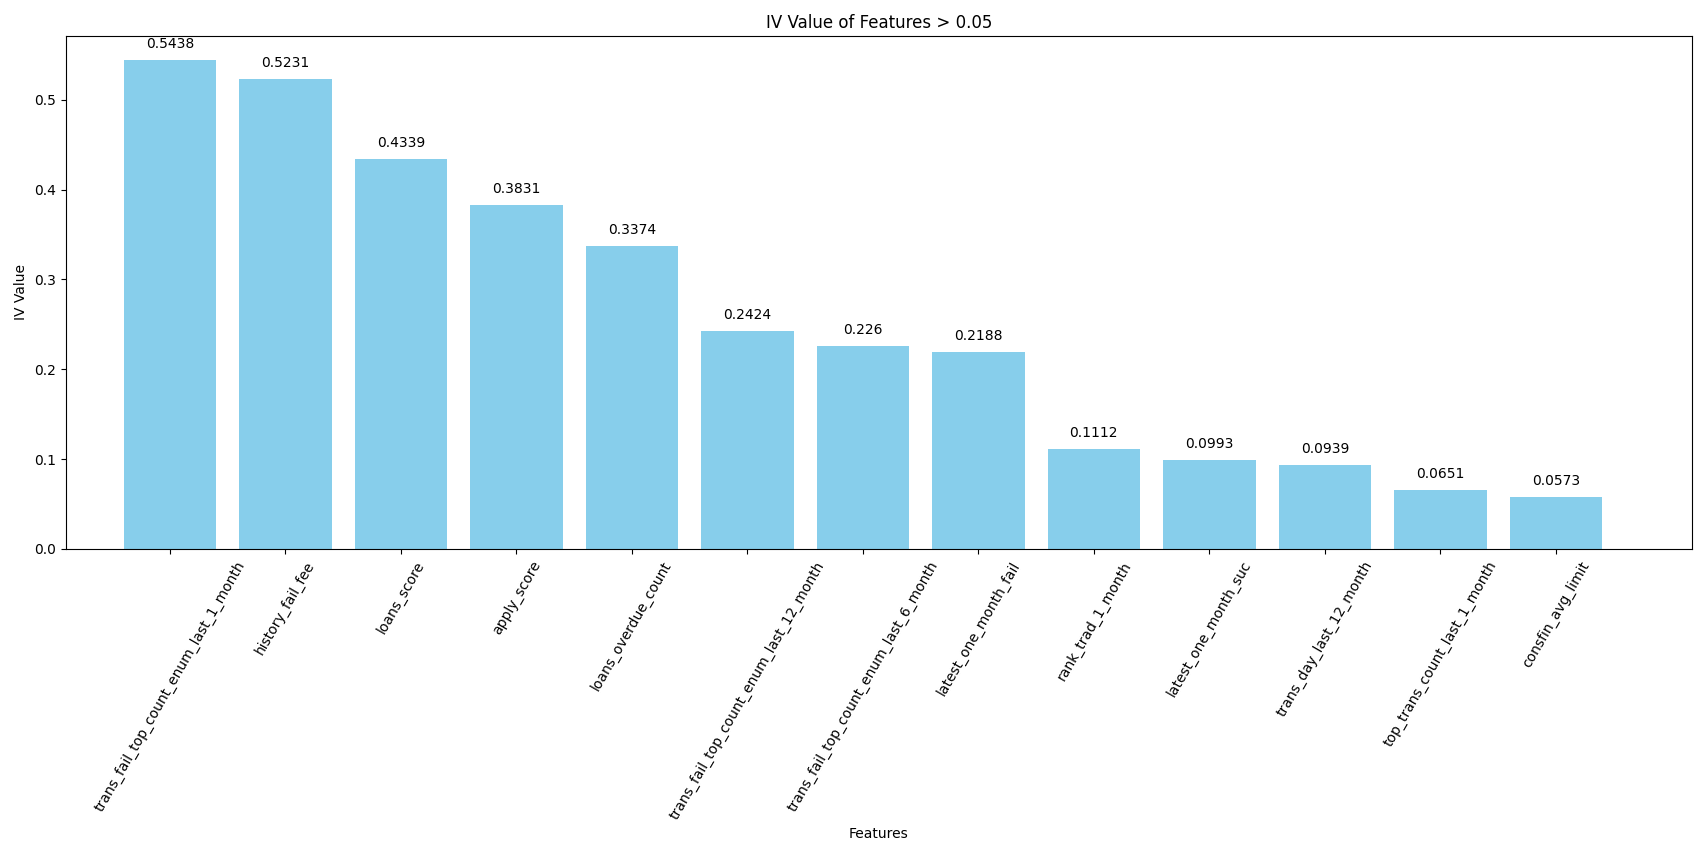 IV Value of Features > 0.05
IV Value
0.5
0.4
0.3
0.2
0.1
0.0
0.5438
0.5231
0.4339
0.3831
0.3374
0.2424
0.226
0.2188
0.1112
0.0993
0.0939
0.0651
0.0573
trans_fail_top_count_enum_last_1_month
history_fail_fee
loans_score
apply_score
loans_overdue_count
trans_fail_top_count_enum_last_12_month
trans_fail_top_count_enum_last_6_month
latest_one_month_fail
rank_trad_1_month
latest_one_month_suc
trans_day_last_12_month
top_trans_count_last_1_month
consfin_avg_limit
Features